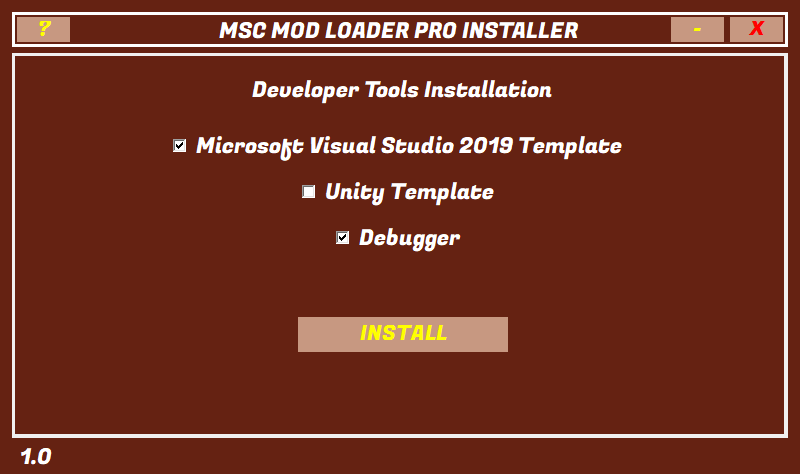 ?
MSC MOD LOADER PRO INSTALLER
-
X
Developer Tools Installation
Microsoft Visual Studio 2019 Template
Unity Template
Debugger
INSTALL
1.0